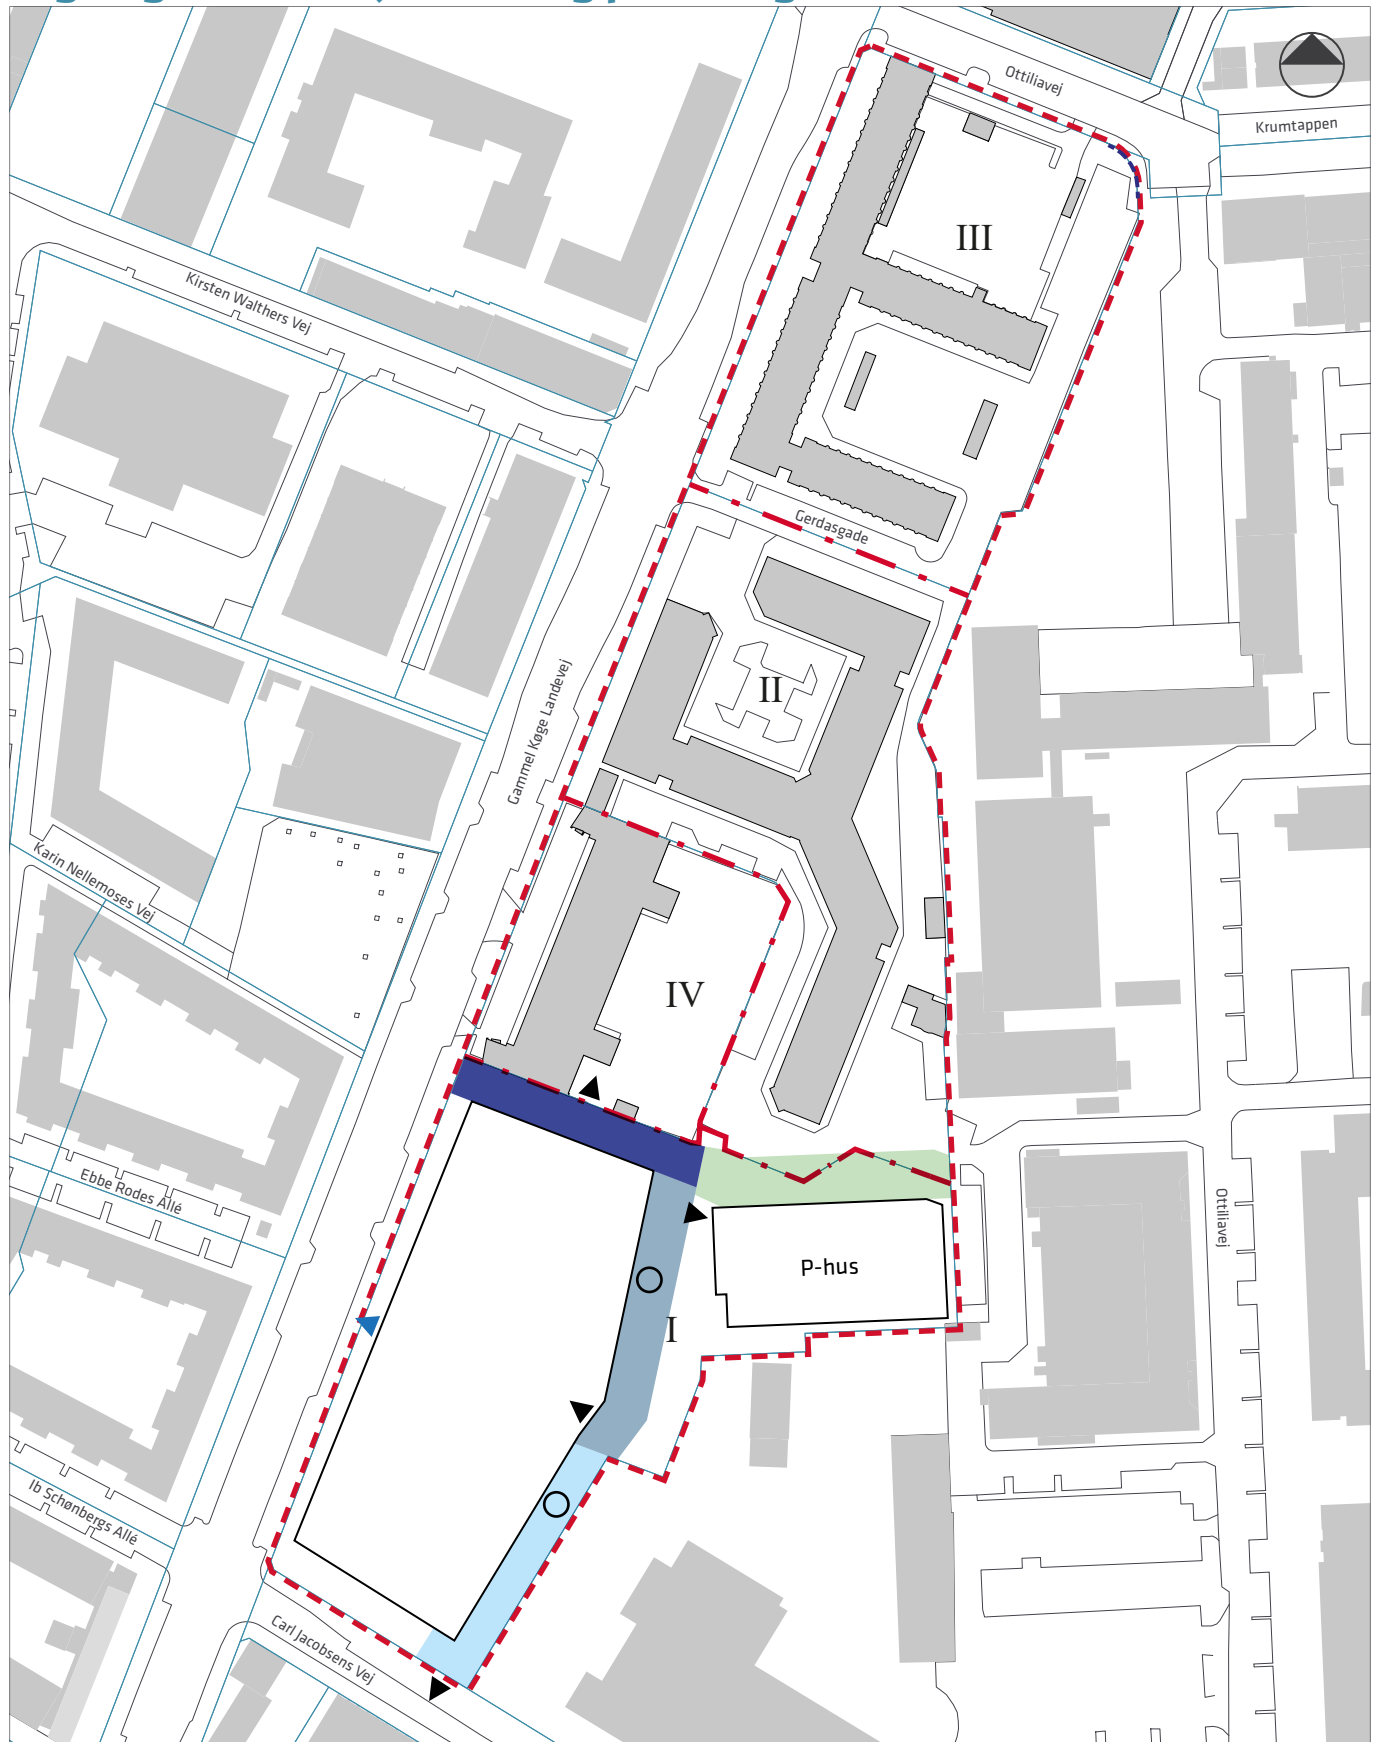 Ottiliavej
Krumtappen
III
Kirsten Walthers Vej
Gerdasgade
II
Gammel Køge Landevej
Karin Nellemoses Vej
IV
Ebbe Rodes Allé
Ottiliavej
P-hus
I
Ib Schønbergs Allé
Carl Jacobsens Vej